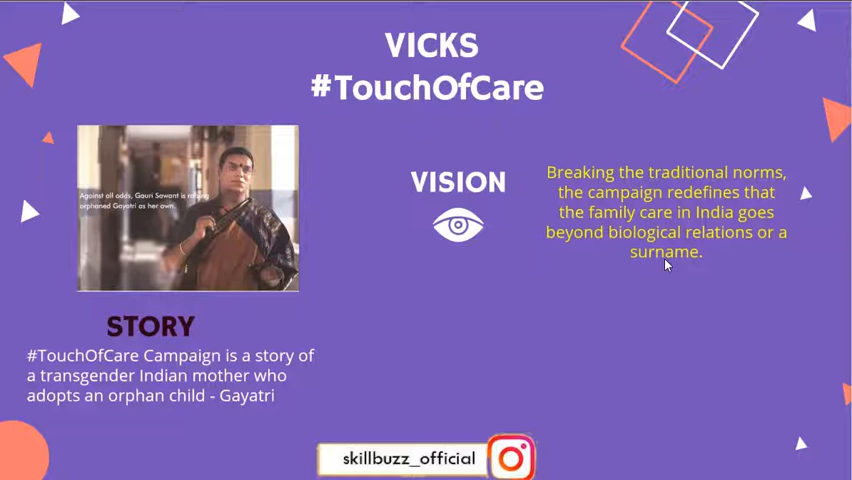 VICKS
#TouchOfCare
Against all odds, Gauri Sawant is raising
orphaned Gayatri as her own.
VISION
Breaking the traditional norms,
the campaign redefines that
the family care in India goes
beyond biological relations or a
surname.
STORY
#TouchOfCare Campaign is a story of
a transgender Indian mother who
adopts an orphan child - Gayatri
skillbuzz_official